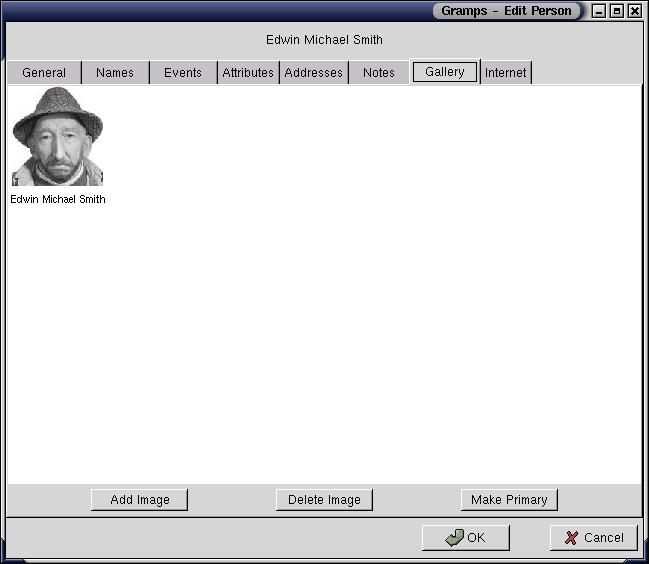 Gramps - Edit Person
Edwin Michael Smith
General Names Events Attributes Addresses Notes Gallery Internet
Edwin Michael Smith
Add Image Delete Image Make Primary
OK Cancel